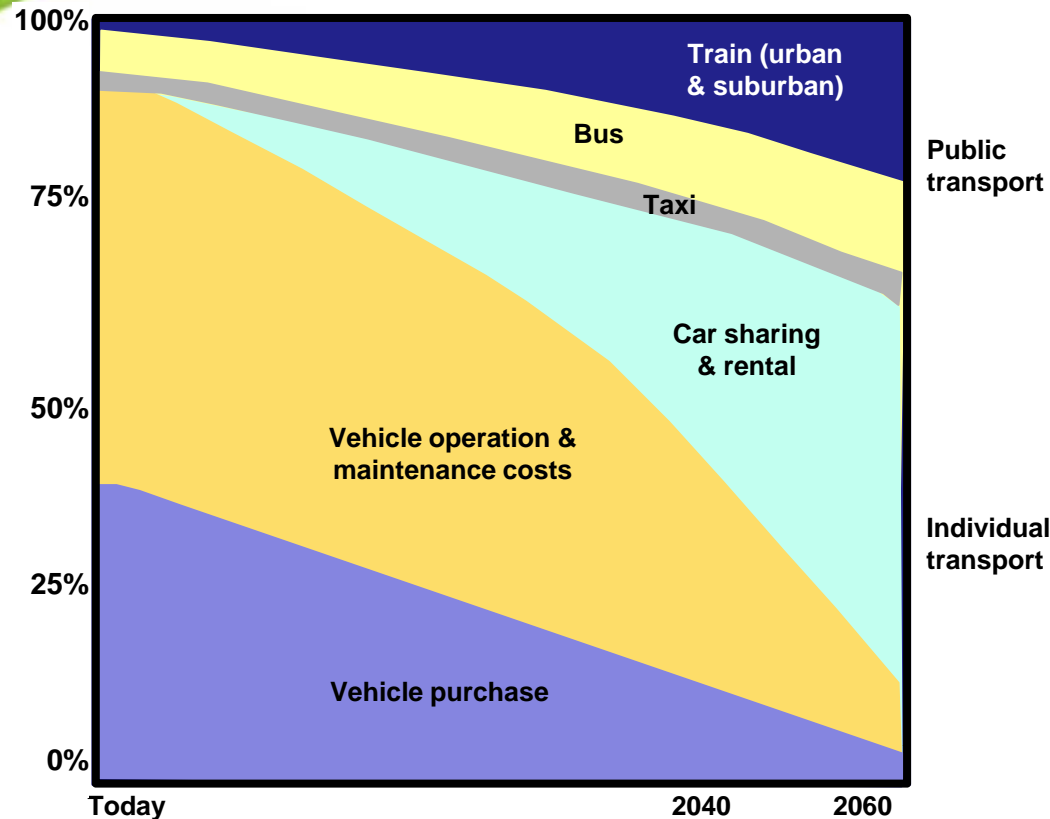 100%
Train (urban
& suburban)
Bus
Public
transport
75%
Taxi
Car sharing
& rental
50%
Vehicle operation &
maintenance costs
Individual
transport
25%
Vehicle purchase
0%
Today
2040
2060